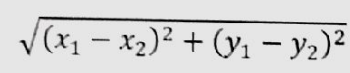 √(x₁ − x₂)² + (y₁ − y₂)²